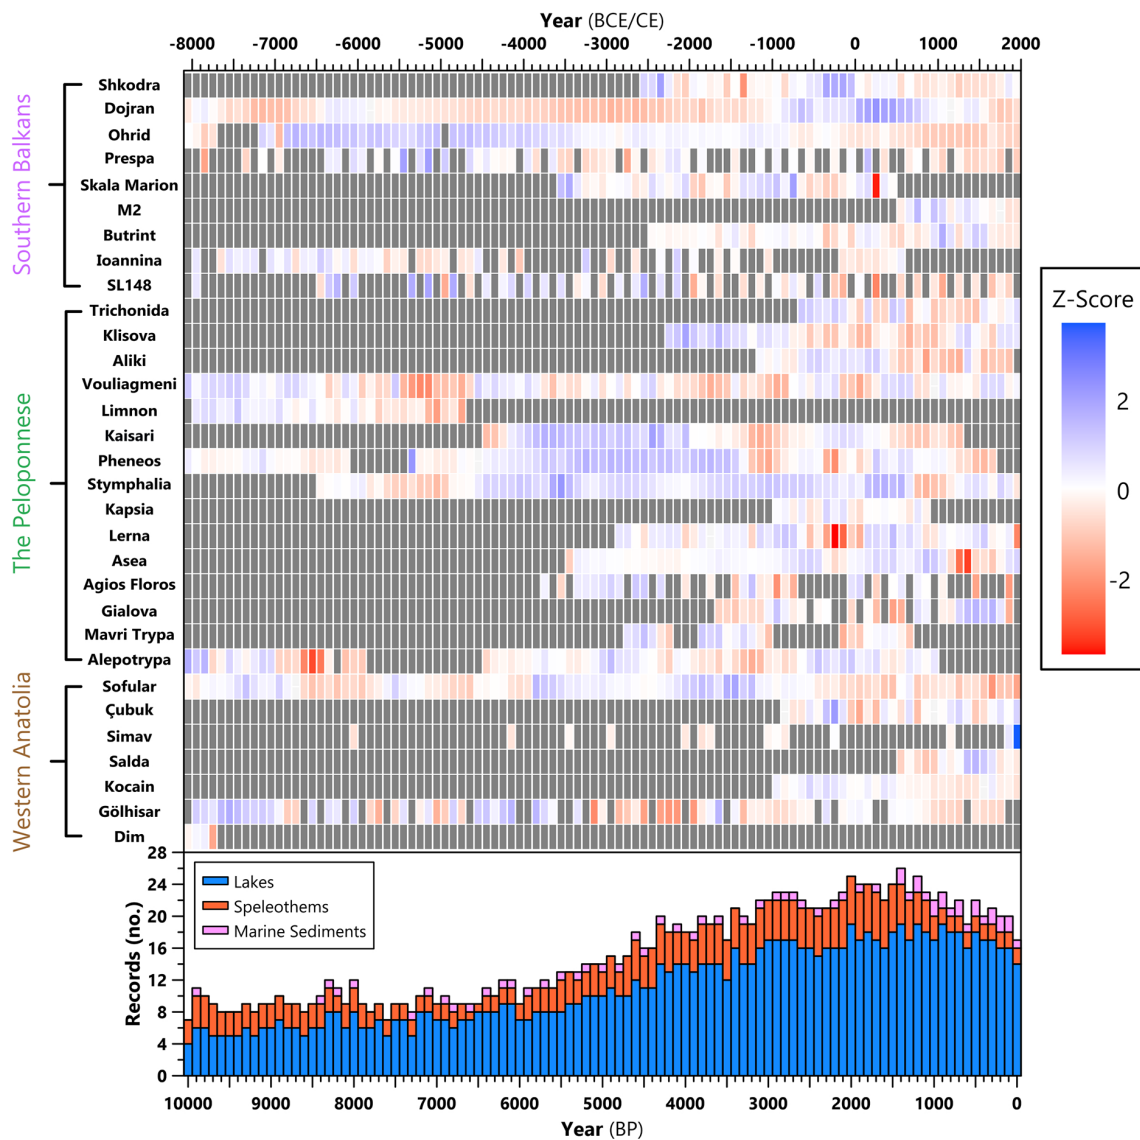 Year (BCE/CE)
-8000 -7000 -6000 -5000 -4000 -3000 -2000 -1000 0 1000 2000
Southern Balkans
Shkodra
Dojran
Ohrid
Prespa
Skala Marion
M2
Butrint
Ioannina
SL148
The Peloponnese
Trichonida
Klisova
Aliki
Vouliagmeni
Limnon
Kaisari
Pheneos
Stymphalia
Kapsia
Lerna
Asea
Agios Floros
Gialova
Mavri Trypa
Alepotrypa
Western Anatolia
Sofular
Çubuk
Simav
Salda
Kocain
Gölhisar
Dim
Z-Score
2
0
-2
Records (no.)
28
24
20
16
12
8
4
0
Lakes
Speleothems
Marine Sediments
10000 9000 8000 7000 6000 5000 4000 3000 2000 1000 0
Year (BP)